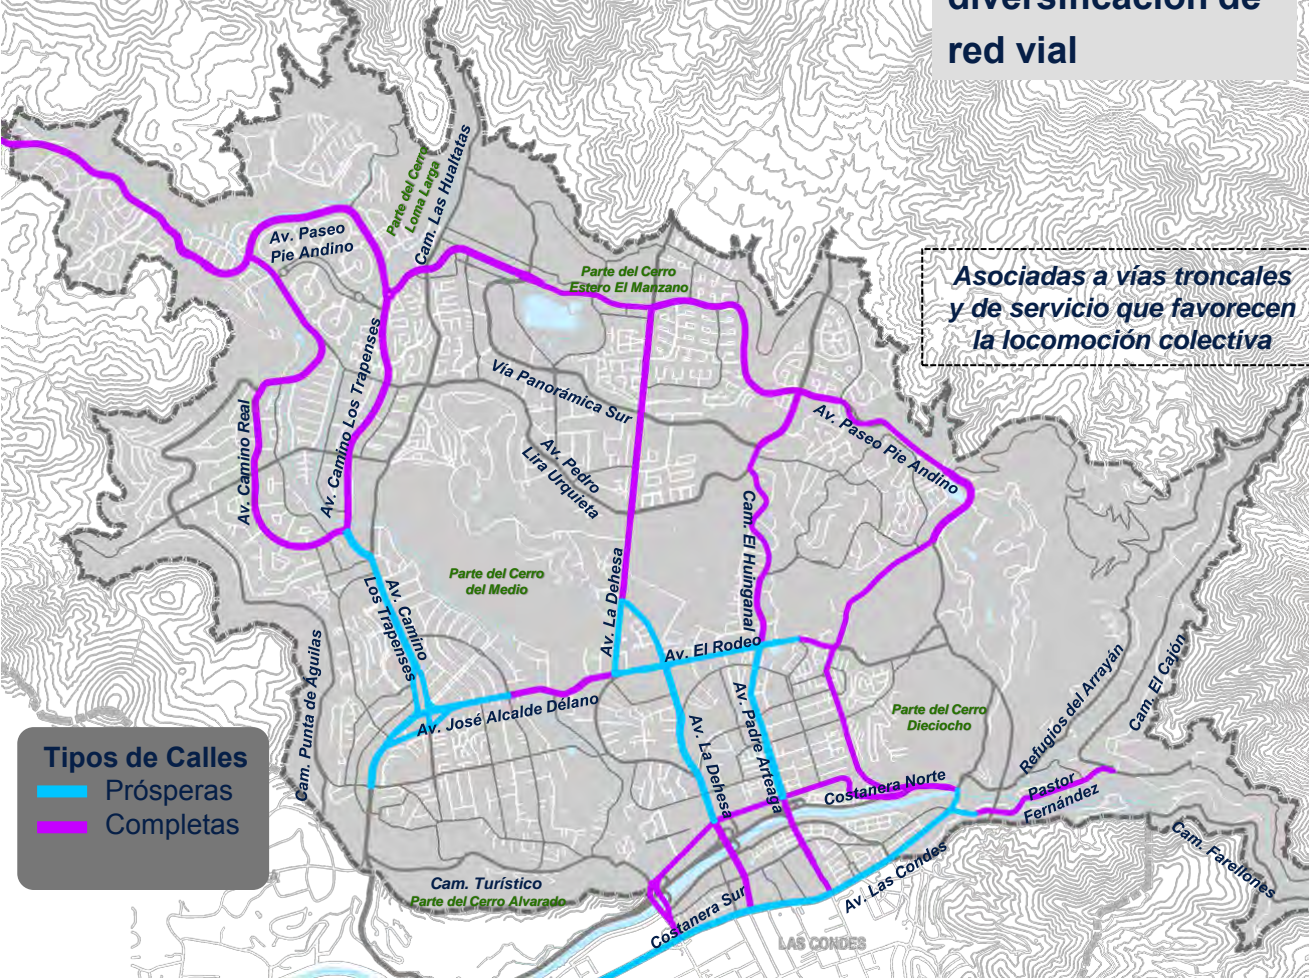 diversificación de
red vial
Asociadas a vías troncales
y de servicio que favorecen
la locomoción colectiva
Parte del Cerro
Loma Larga
Cam. Las Hualtatas
Av. Paseo
Pie Andino
Parte del Cerro
Estero El Manzano
Vía Panorámica Sur
Av. Camino Los Trapenses
Av. Camino Real
Av. Pedro
Lira Urquieta
Av. Paseo Pie Andino
Cam. El Huinganal
Parte del Cerro
del Medio
Av. La Dehesa
Av. Camino
Los Trapenses
Av. El Rodeo
Cam. Punta de Águilas
Av. José Alcalde Délano
Av. La Dehesa
Av. Padre Arteaga
Parte del Cerro
Dieciocho
Refugios del Arrayán
Cam. El Cajón
Costanera Norte
Pastor
Fernández
Cam. Farellones
Av. Las Condes
Costanera Sur
Cam. Turístico
Parte del Cerro Alvarado
LAS CONDES
Tipos de Calles
Prósperas
Completas